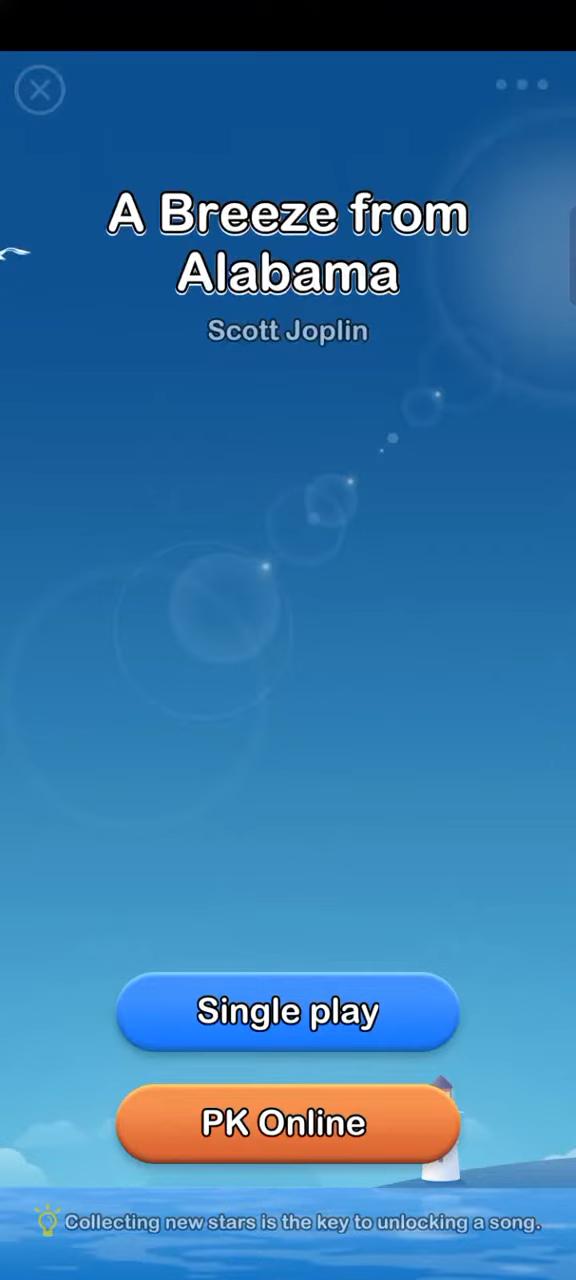 A Breeze from
Alabama
Scott Joplin
Single play
PK Online
Collecting new stars is the key to unlocking a song.